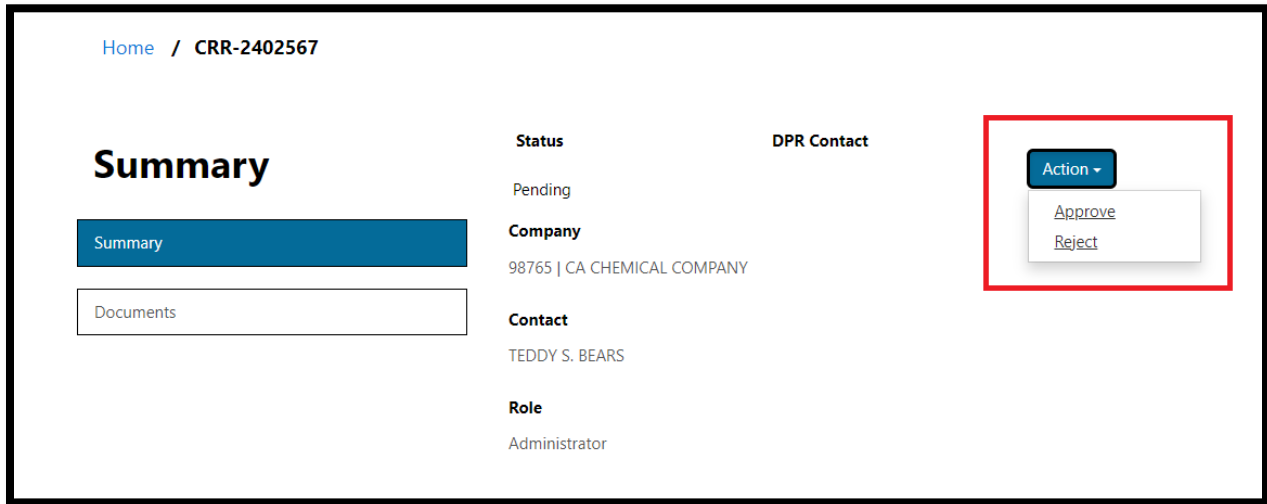 Home / CRR-2402567
Summary
Summary
Documents
Status
DPR Contact
Pending
Company
98765 | CA CHEMICAL COMPANY
Contact
TEDDY S. BEARS
Role
Administrator
Action
Approve
Reject